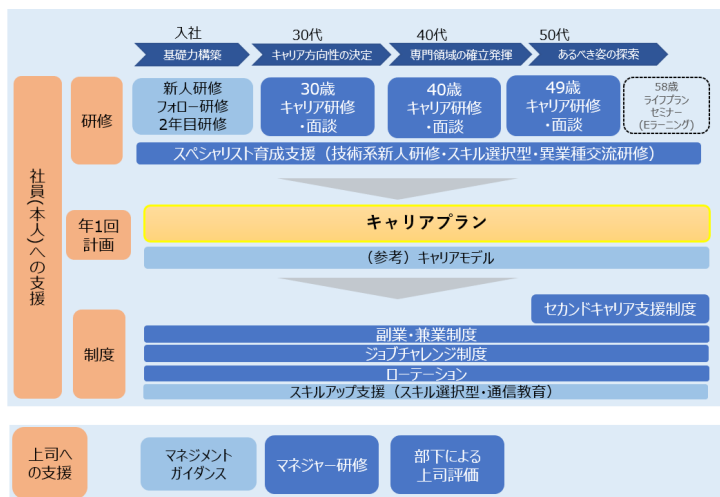 入社
30代
40代
50代
基礎力構築
キャリア方向性の決定
専門領域の確立発揮
あるべき姿の探索
社員(本人)への支援
研修
新人研修
フォロー研修
2年目研修
30歳
キャリア研修
・面談
40歳
キャリア研修
・面談
49歳
キャリア研修
・面談
58歳
ライフプラン
セミナー
(Eラーニング)
スペシャリスト育成支援（技術系新人研修・スキル選択型・異業種交流研修）
年1回
計画
キャリアプラン
（参考）キャリアモデル
制度
セカンドキャリア支援制度
副業・兼業制度
ジョブチャレンジ制度
ローテーション
スキルアップ支援（スキル選択型・通信教育）
上司へ
の支援
マネジメント
ガイダンス
マネジャー研修
部下による
上司評価